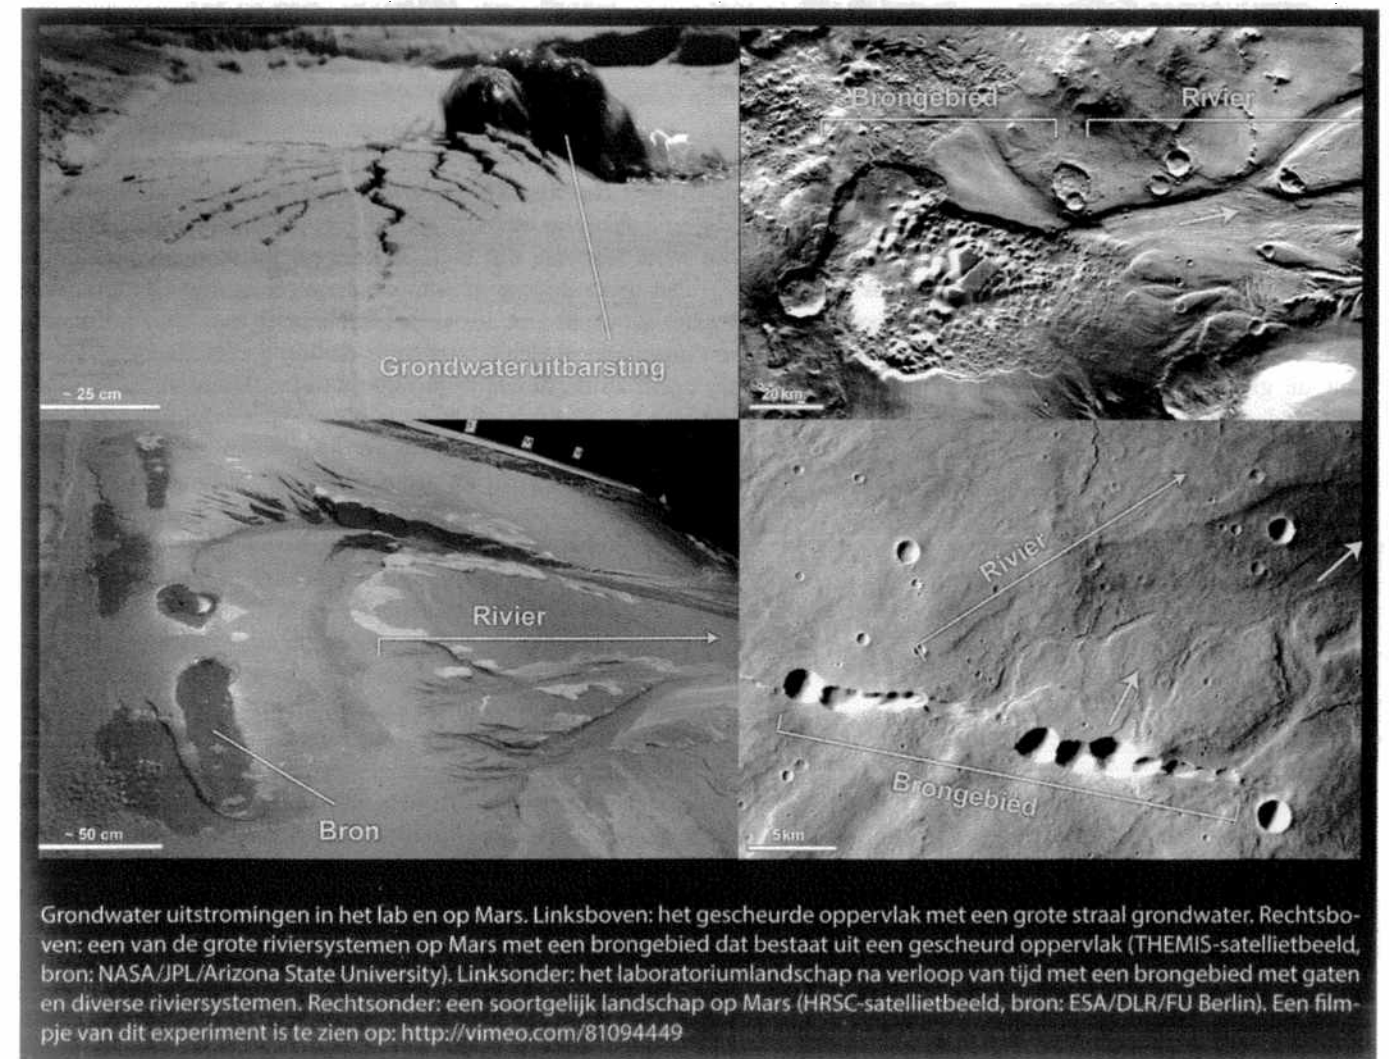 Brongebied
Rivier
Grondwateruitbarsting
~ 25 cm
20 km
Rivier
Rivier
Bron
Brongebied
~ 50 cm
5km
Grondwater uitstromingen in het lab en op Mars. Linksboven: het gescheurde oppervlak met een grote straal grondwater. Rechtsbo-
ven: een van de grote riviersystemen op Mars met een brongebied dat bestaat uit een gescheurd oppervlak (THEMIS-satellietbeeld,
bron: NASA/JPL/Arizona State University). Linksonder: het laboratoriumlandschap na verloop van tijd met een brongebied met gaten
en diverse riviersystemen. Rechtsonder: een soortgelijk landschap op Mars (HRSC-satellietbeeld, bron: ESA/DLR/FU Berlin). Een film-
pje van dit experiment is te zien op: http://vimeo.com/81094449